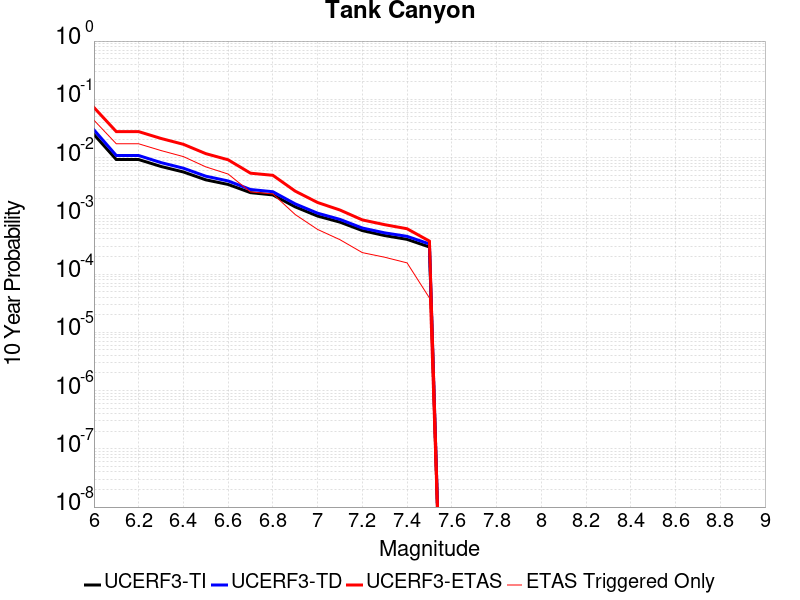 Tank Canyon
10^0
10^-1
10^-2
10^-3
10^-4
10^-5
10^-6
10^-7
10^-8
10 Year Probability
6 6.2 6.4 6.6 6.8 7 7.2 7.4 7.6 7.8 8 8.2 8.4 8.6 8.8 9
Magnitude
UCERF3-TI UCERF3-TD UCERF3-ETAS ETAS Triggered Only